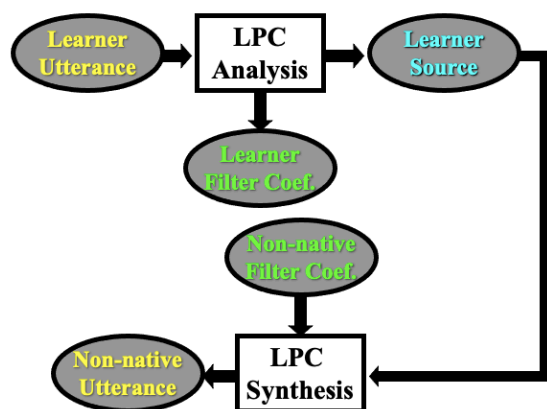 Learner
Utterance
LPC
Analysis
Learner
Source
Learner
Filter Coef.
Non-native
Filter Coef.
Non-native
Utterance
LPC
Synthesis